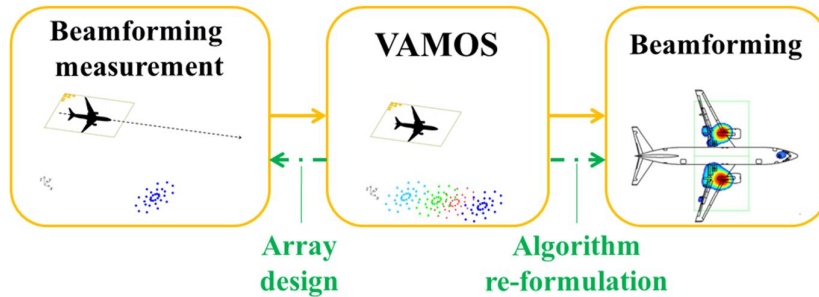 Beamforming
measurement
VAMOS
Beamforming
Array
design
Algorithm
re-formulation